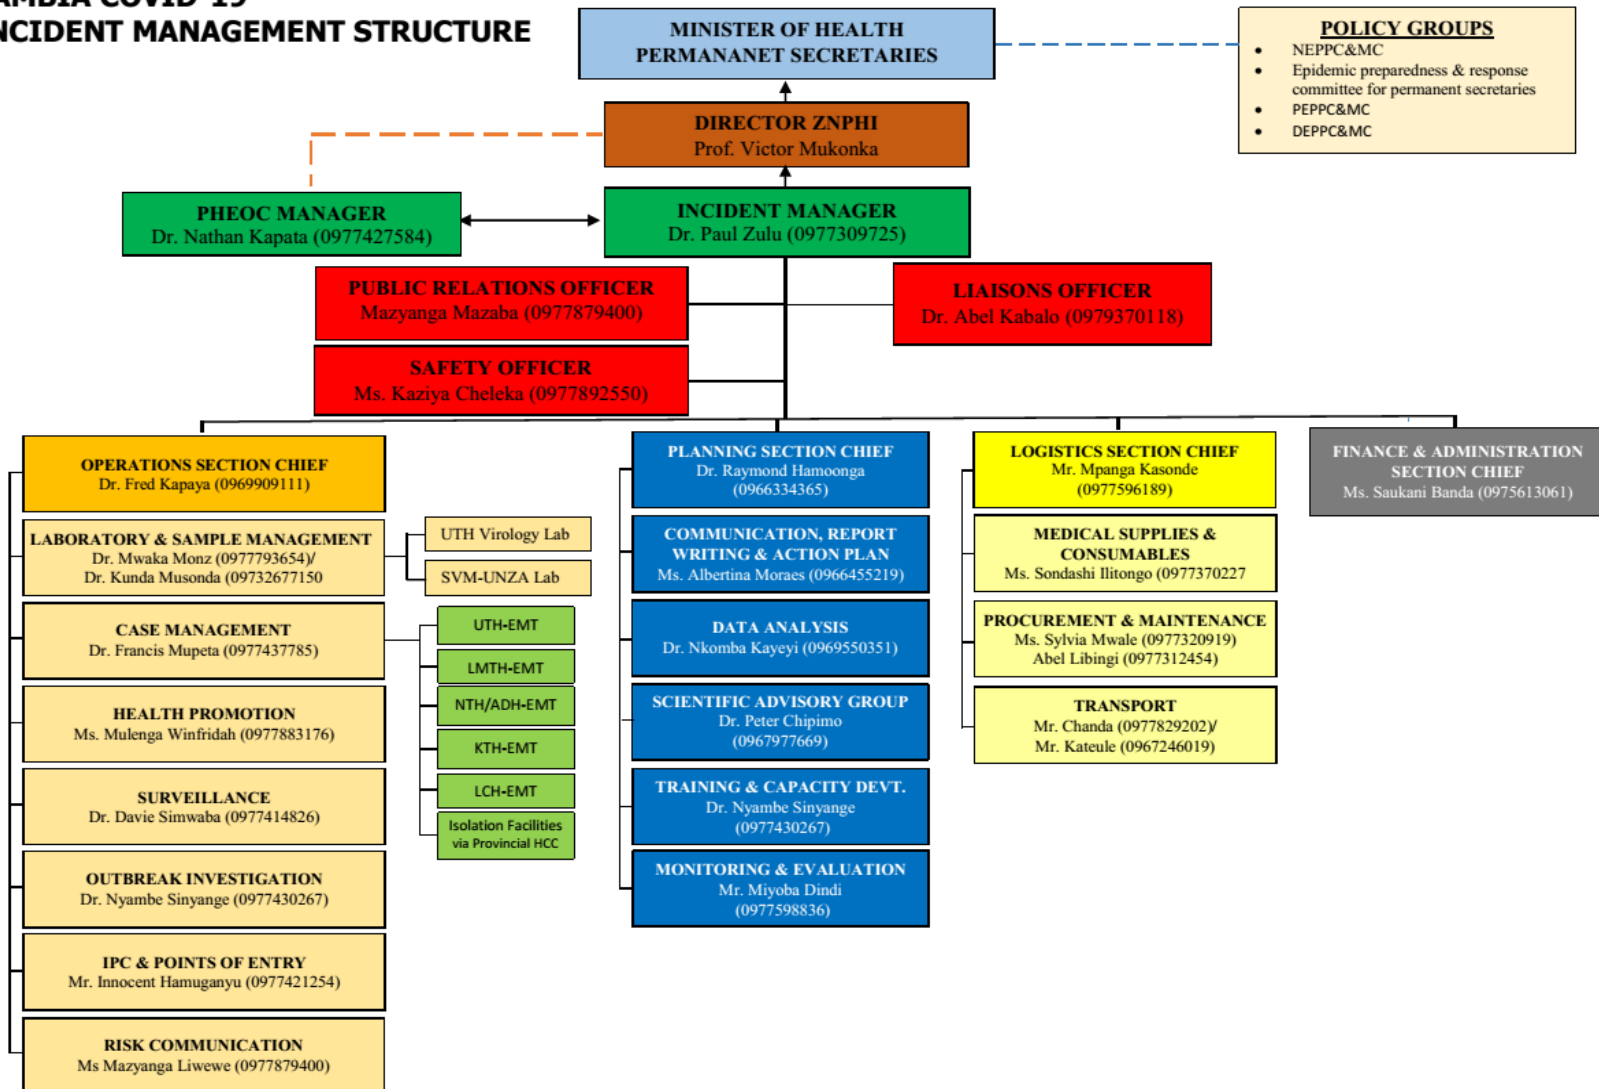 AMBIA COVID-19
NCIDENT MANAGEMENT STRUCTURE
MINISTER OF HEALTH
PERMANANET SECRETARIES
POLICY GROUPS
• NEPPC&MC
• Epidemic preparedness & response
committee for permanent secretaries
• PEPPC&MC
• DEPPC&MC
DIRECTOR ZNPHI
Prof. Victor Mukonka
PHEOC MANAGER
Dr. Nathan Kapata (0977427584)
INCIDENT MANAGER
Dr. Paul Zulu (0977309725)
PUBLIC RELATIONS OFFICER
Mazyanga Mazaba (0977879400)
LIAISONS OFFICER
Dr. Abel Kabalo (0979370118)
SAFETY OFFICER
Ms. Kaziya Cheleka (0977892550)
OPERATIONS SECTION CHIEF
Dr. Fred Kapaya (0969909111)
LABORATORY & SAMPLE MANAGEMENT
Dr. Mwaka Monz (0977793654)/
Dr. Kunda Musonda (09732677150
UTH Virology Lab
SVM-UNZA Lab
CASE MANAGEMENT
Dr. Francis Mupeta (0977437785)
UTH-EMT
LMTH-EMT
NTH/ADH-EMT
KTH-EMT
LCH-EMT
Isolation Facilities
via Provincial HCC
HEALTH PROMOTION
Ms. Mulenga Winfridah (0977883176)
SURVEILLANCE
Dr. Davie Simwaba (0977414826)
OUTBREAK INVESTIGATION
Dr. Nyambe Sinyange (0977430267)
IPC & POINTS OF ENTRY
Mr. Innocent Hamuganyu (0977421254)
RISK COMMUNICATION
Ms Mazyanga Liwewe (0977879400)
PLANNING SECTION CHIEF
Dr. Raymond Hamoonga
(0966334365)
COMMUNICATION, REPORT
WRITING & ACTION PLAN
Ms. Albertina Moraes (0966455219)
DATA ANALYSIS
Dr. Nkomba Kayeyi (0969550351)
SCIENTIFIC ADVISORY GROUP
Dr. Peter Chipimo
(0967977669)
TRAINING & CAPACITY DEVT.
Dr. Nyambe Sinyange
(0977430267)
MONITORING & EVALUATION
Mr. Miyoba Dindi
(0977598836)
LOGISTICS SECTION CHIEF
Mr. Mpanga Kasonde
(0977596189)
MEDICAL SUPPLIES &
CONSUMABLES
Ms. Sondashi Ilitongo (0977370227
PROCUREMENT & MAINTENANCE
Ms. Sylvia Mwale (0977320919)
Abel Libingi (0977312454)
TRANSPORT
Mr. Chanda (0977829202)/
Mr. Kateule (0967246019)
FINANCE & ADMINISTRATION
SECTION CHIEF
Ms. Saukani Banda (0975613061)